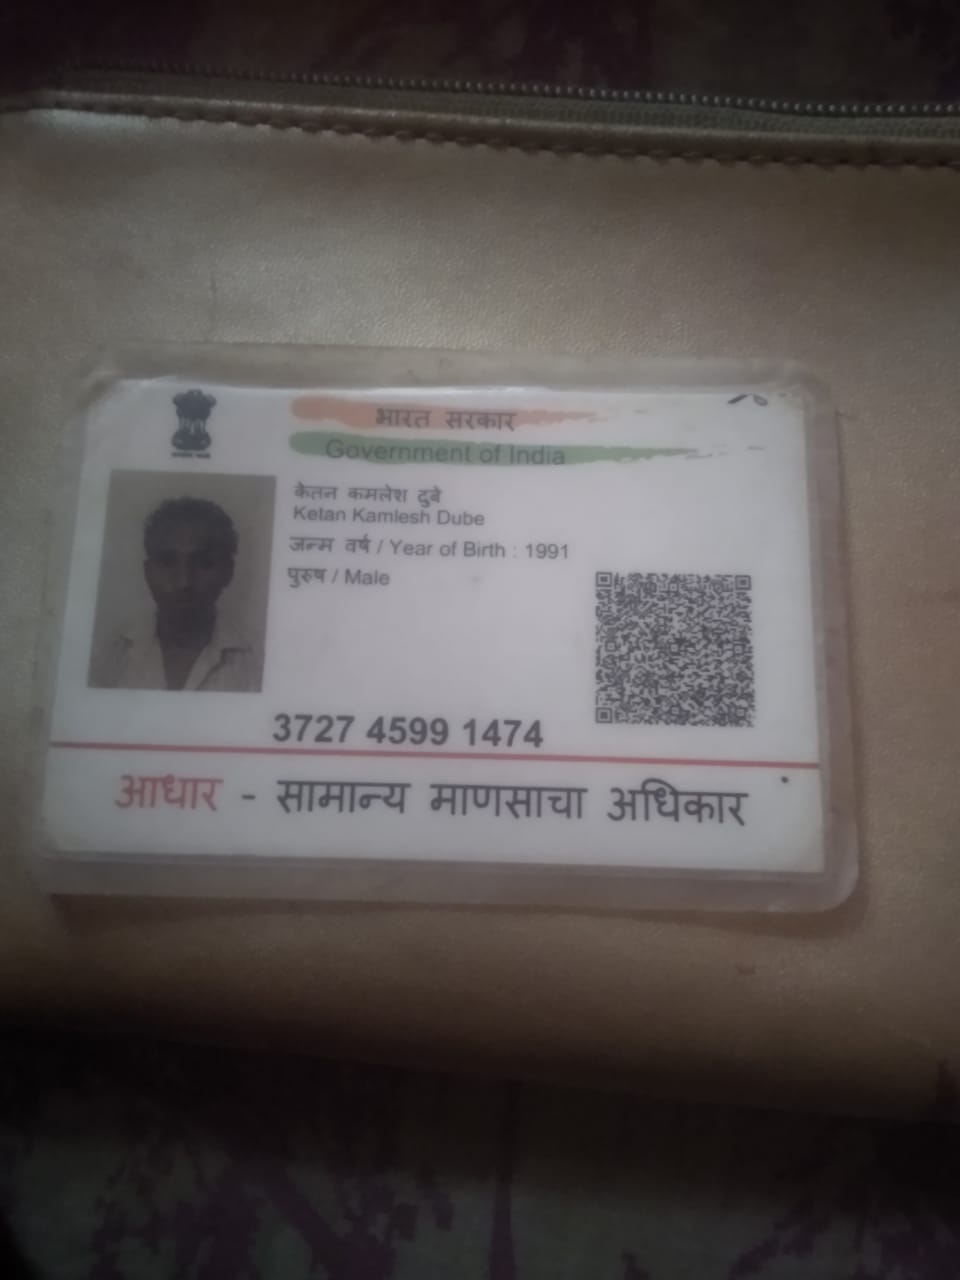 भारत सरकार
Government of India
केतन कमलेश दुबे
Ketan Kamlesh Dube
जन्म वर्ष / Year of Birth : 1991
पुरुष / Male
3727 4599 1474
आधार - सामान्य माणसाचा अधिकार